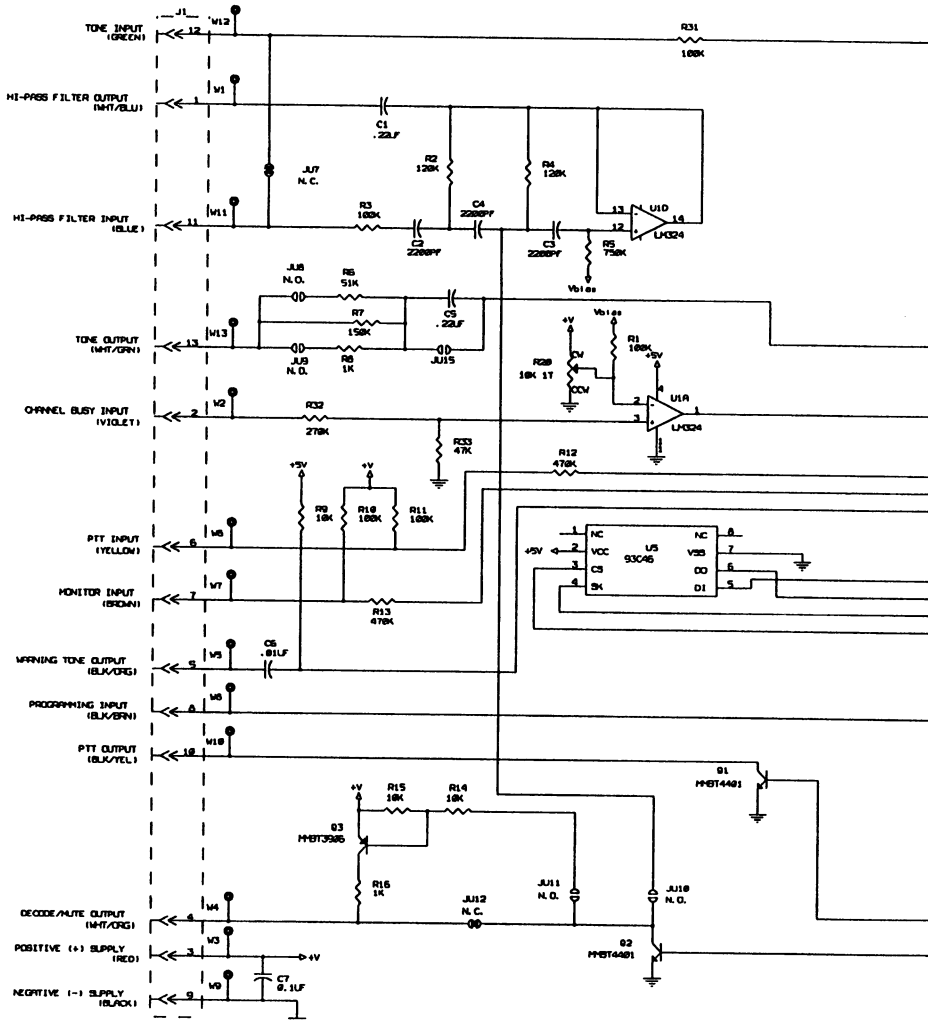 J1
TONE INPUT
(GREEN)
12
W12
R31
100K
HI-PASS FILTER OUTPUT
(WHT/BLU)
1
W1
C1
.22UF
R2
120K
R4
120K
JU7
N.C.
HI-PASS FILTER INPUT
(BLUE)
11
W11
R3
100K
C2
2200PF
C4
2200PF
C3
2200PF
13
12
14
U1D
LM324
R5
750K
Vbias
JU8
N.O.
R6
51K
R7
150K
C5
.22UF
TONE OUTPUT
(WHT/GRN)
13
W13
JU9
N.O.
R8
1K
JU15
+V
Vbias
R1
100K
R20
10K 1T
CW
CCW
+5V
4
U1A
2
3
1
LM324
CHANNEL BUSY INPUT
(VIOLET)
2
W2
R32
270K
R33
47K
R12
470K
+5V
+V
R9
10K
R10
100K
R11
100K
PTT INPUT
(YELLOW)
6
W6
1
NC
NC
8
+5V
2
VCC
U5
93C46
VSS
7
3
CS
DO
6
4
SK
DI
5
MONITOR INPUT
(BROWN)
7
W7
R13
470K
WARNING TONE OUTPUT
(BLK/ORG)
5
W5
C6
.01UF
PROGRAMMING INPUT
(BLK/BRN)
8
W8
PTT OUTPUT
(BLK/YEL)
10
W10
Q1
MMBT4401
+V
R15
10K
R14
10K
Q3
MMBT3906
R16
1K
JU12
N.C.
JU11
N.O.
JU10
N.O.
DECODE/MUTE OUTPUT
(WHT/ORG)
4
W4
Q2
MMBT4401
POSITIVE (+) SUPPLY
(RED)
3
W3
+V
C7
0.1UF
NEGATIVE (-) SUPPLY
(BLACK)
9
W9